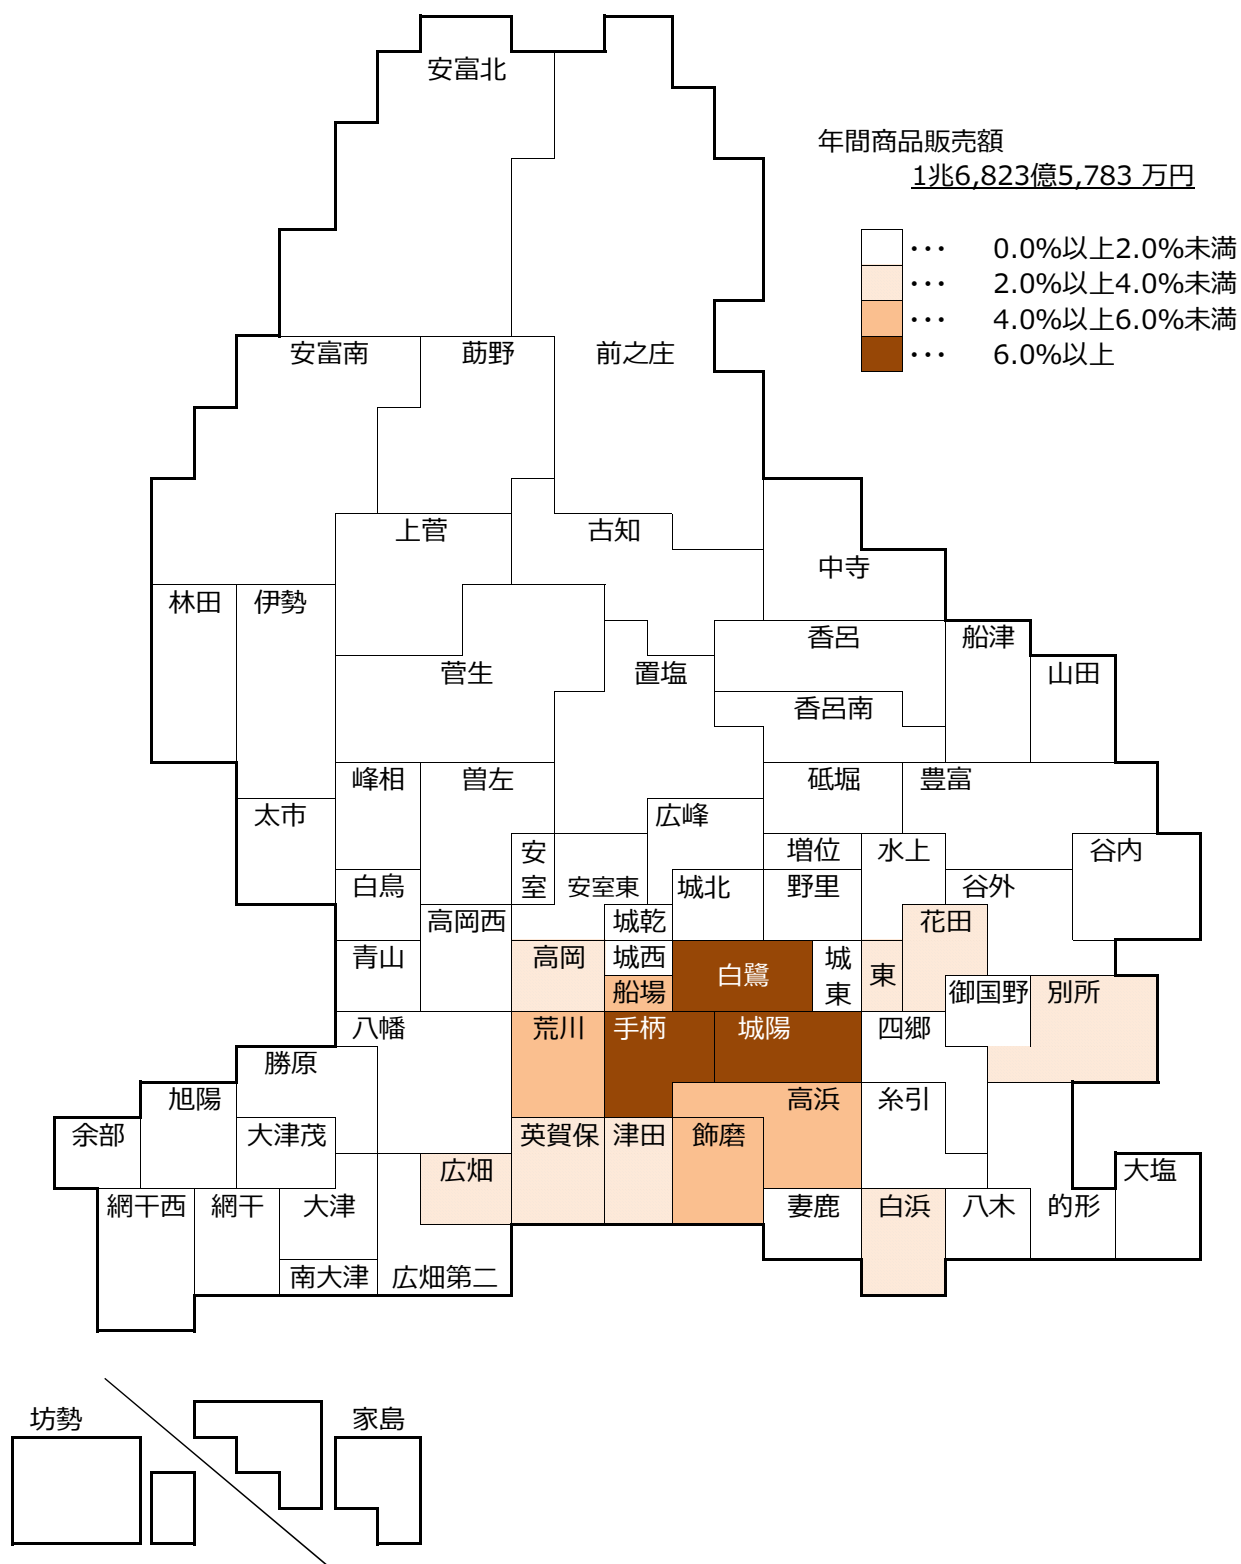 安富北
年間商品販売額
1兆6,823億5,783 万円
・・・ 0.0%以上2.0%未満
・・・ 2.0%以上4.0%未満
・・・ 4.0%以上6.0%未満
・・・ 6.0%以上
安富南 莇野 前之庄
上菅 古知
中寺
林田 伊勢
香呂 船津
菅生 置塩 山田
香呂南
峰相 曽左 砥堀 豊富
太市 広峰
安室
増位 水上 谷内
白鳥 安室東 城北 野里 谷外
高岡西 城乾 花田
青山 高岡 城西
白鷺
城東
東
船場 御国野 別所
八幡 荒川 手柄 城陽 四郷
勝原
旭陽 高浜 糸引
余部 大津茂 英賀保 津田 飾磨
広畑 大塩
網干西 網干 大津 妻鹿 白浜 八木 的形
南大津 広畑第二
坊勢 家島